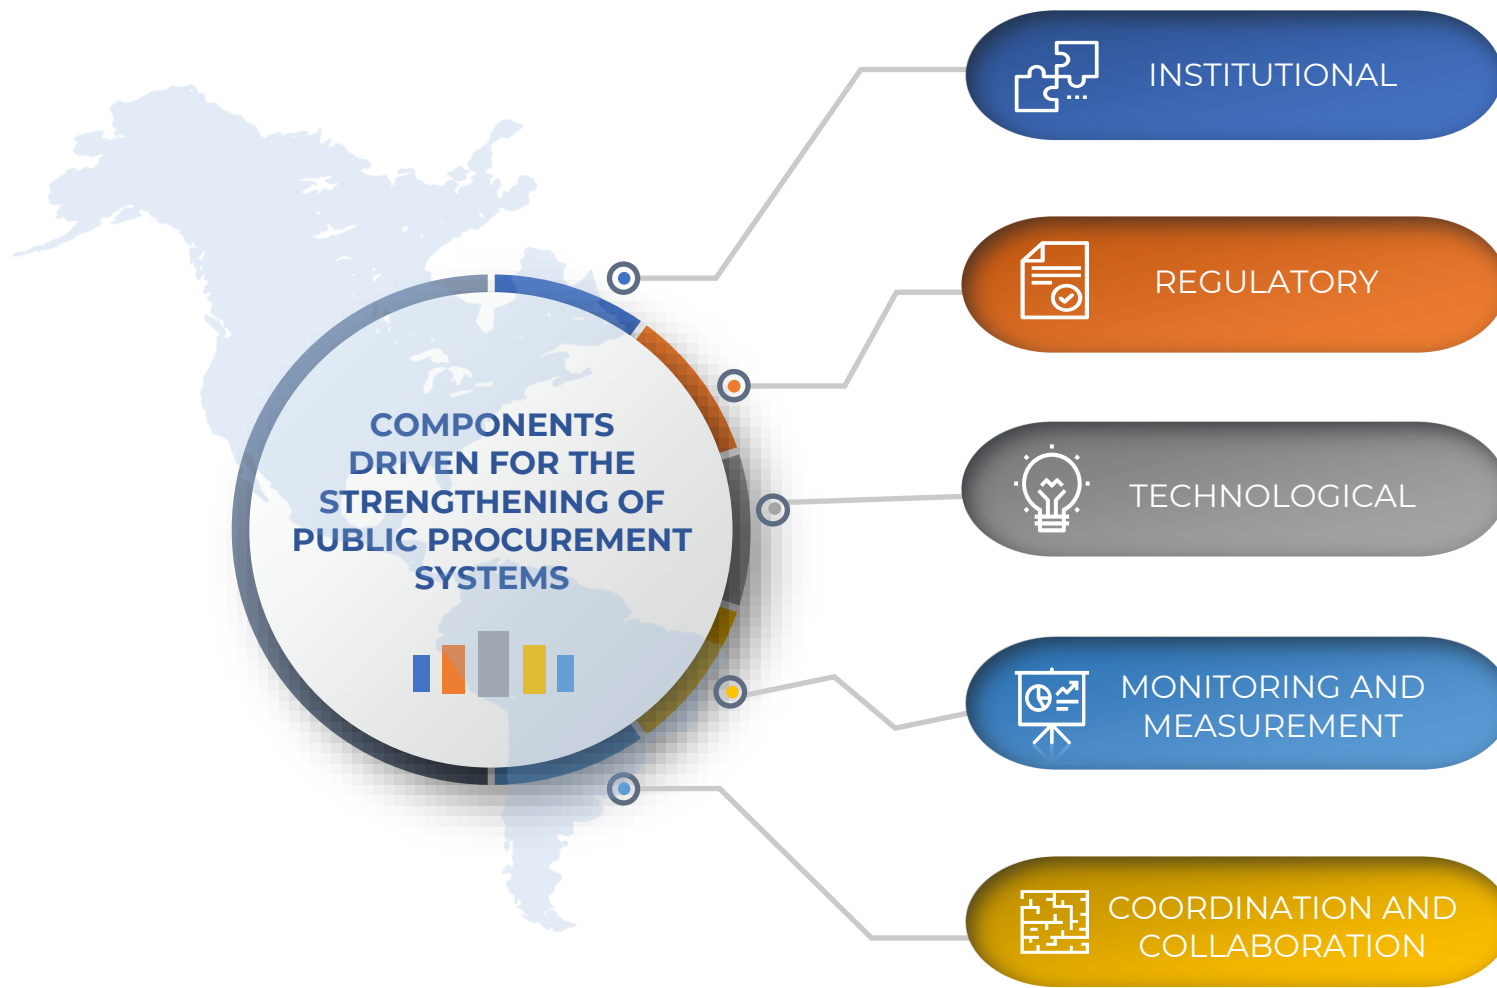 COMPONENTS
DRIVEN FOR THE
STRENGTHENING OF
PUBLIC PROCUREMENT
SYSTEMS
INSTITUTIONAL
REGULATORY
TECHNOLOGICAL
MONITORING AND
MEASUREMENT
COORDINATION AND
COLLABORATION